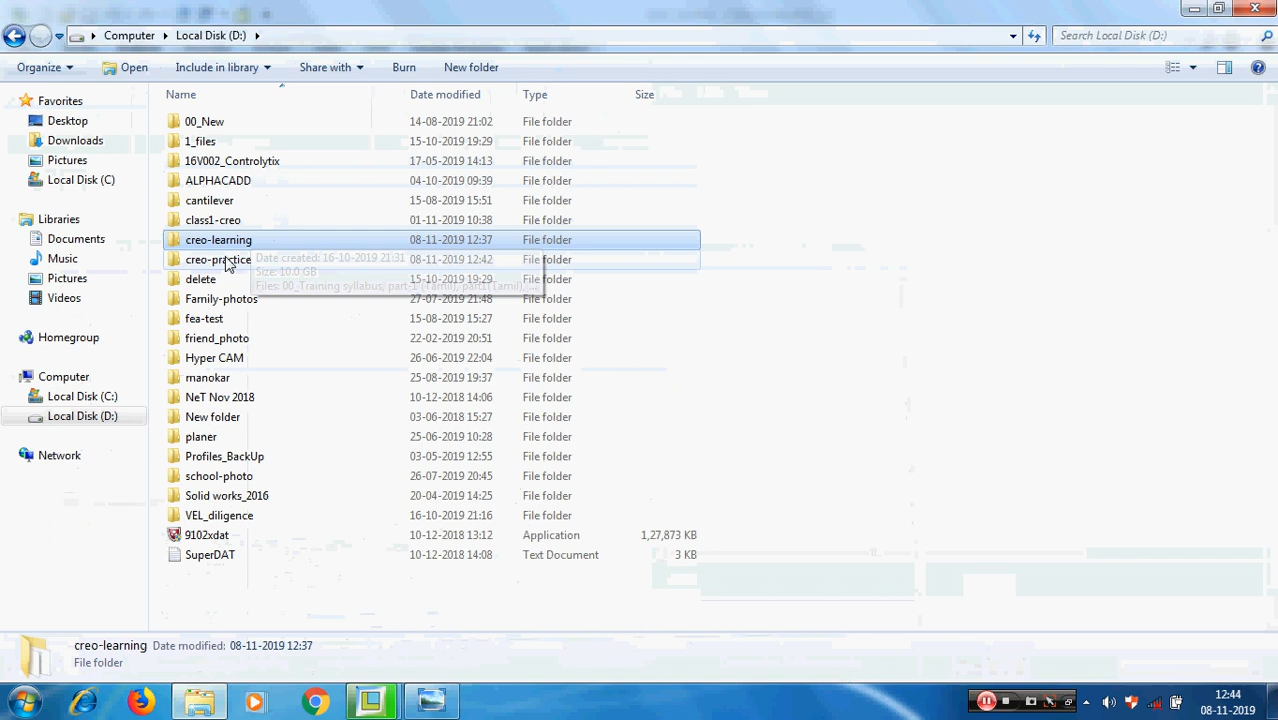 Computer Local Disk (D:) Search Local Disk (D:)
Organize Open Include in library Share with Burn New folder
Name Date modified Type Size
Favorites
Desktop
Downloads
Pictures
Local Disk (C)
Libraries
Documents
Music
Pictures
Videos
Homegroup
Computer
Local Disk (C:)
Local Disk (D:)
Network
00_New 14-08-2019 21:02 File folder
1_files 15-10-2019 19:29 File folder
16V002_Controlytix 17-05-2019 14:13 File folder
ALPHACADD 04-10-2019 09:39 File folder
cantilever 15-08-2019 15:51 File folder
class1-creo 01-11-2019 10:38 File folder
creo-learning 08-11-2019 12:37 File folder
creo-practice 08-11-2019 12:42 File folder
Date created: 16-10-2019 21:31
Size: 10.0 GB
Files: 00_Training syllabus, part-1 (Tamil), part1(Tamil), ...
delete 15-10-2019 19:29 File folder
Family-photos 27-07-2019 21:48 File folder
fea-test 15-08-2019 15:27 File folder
friend_photo 22-02-2019 20:51 File folder
Hyper CAM 26-06-2019 22:04 File folder
manokar 25-08-2019 19:37 File folder
NeT Nov 2018 10-12-2018 14:06 File folder
New folder 03-06-2018 15:27 File folder
planer 25-06-2019 10:28 File folder
Profiles_BackUp 03-05-2019 12:55 File folder
school-photo 26-07-2019 20:45 File folder
Solid works_2016 20-04-2019 14:25 File folder
VEL_diligence 16-10-2019 21:16 File folder
9102xdat 10-12-2018 13:12 Application 1,27,873 KB
SuperDAT 10-12-2018 14:08 Text Document 3 KB
creo-learning Date modified: 08-11-2019 12:37
File folder
12:44
08-11-2019